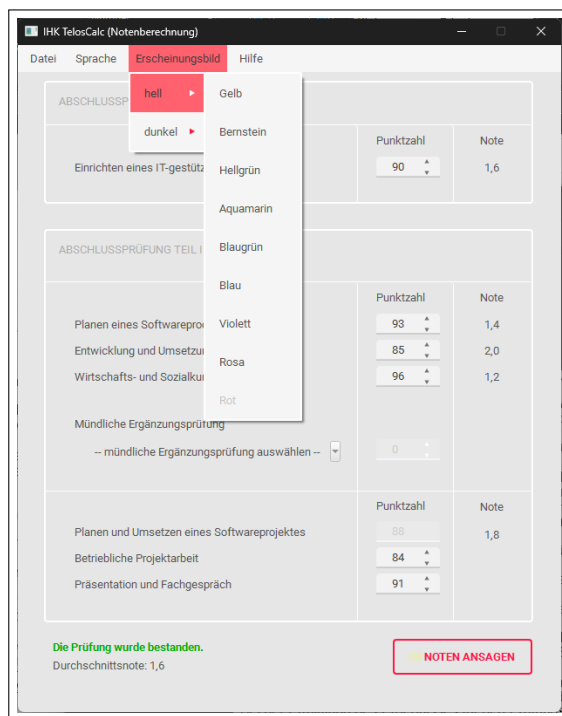 IHK TelosCalc (Notenberechnung)
Datei Sprache Erscheinungsbild Hilfe
hell
dunkel
Gelb
Bernstein
Hellgrün
Aquamarin
Blaugrün
Blau
Violett
Rosa
Rot
ABSCHLUSSP
Punktzahl Note
Einrichten eines IT-gestütz 90 1,6
ABSCHLUSSPRÜFUNG TEIL I
Punktzahl Note
Planen eines Softwarepro 93 1,4
Entwicklung und Umsetzu 85 2,0
Wirtschafts- und Sozialku 96 1,2
Mündliche Ergänzungsprüfung
-- mündliche Ergänzungsprüfung auswählen -- 0
Punktzahl Note
Planen und Umsetzen eines Softwareprojektes 88 1,8
Betriebliche Projektarbeit 84
Präsentation und Fachgespräch 91
Die Prüfung wurde bestanden.
Durchschnittsnote: 1,6
NOTEN ANSAGEN